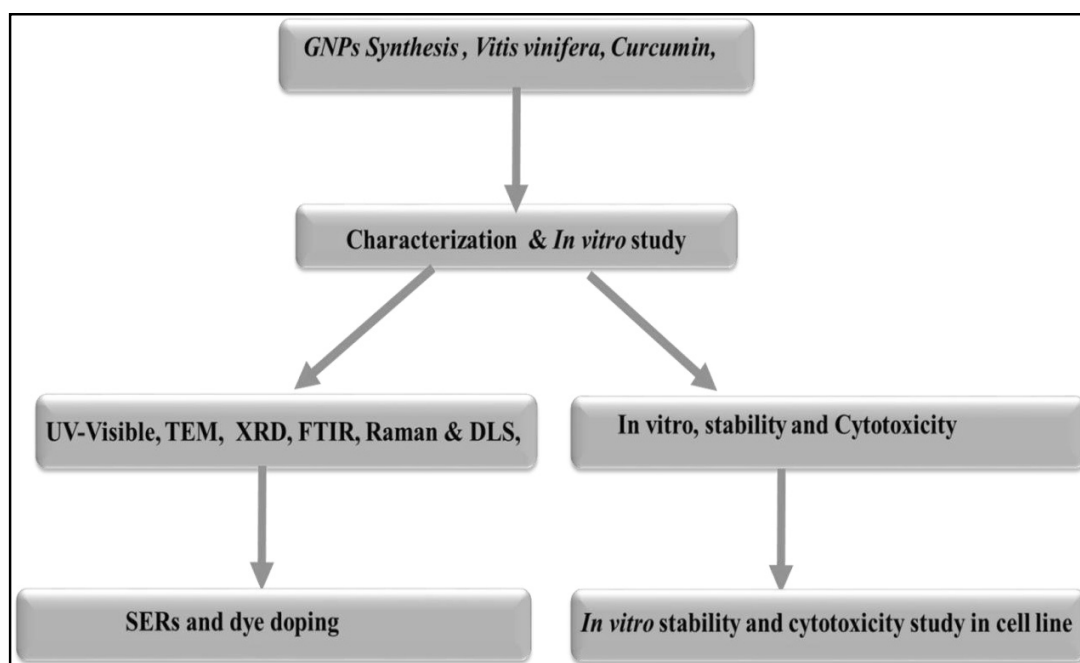 GNPs Synthesis , Vitis vinifera, Curcumin,
Characterization & In vitro study
UV-Visible, TEM, XRD, FTIR, Raman & DLS,
In vitro, stability and Cytotoxicity
SERs and dye doping
In vitro stability and cytotoxicity study in cell line